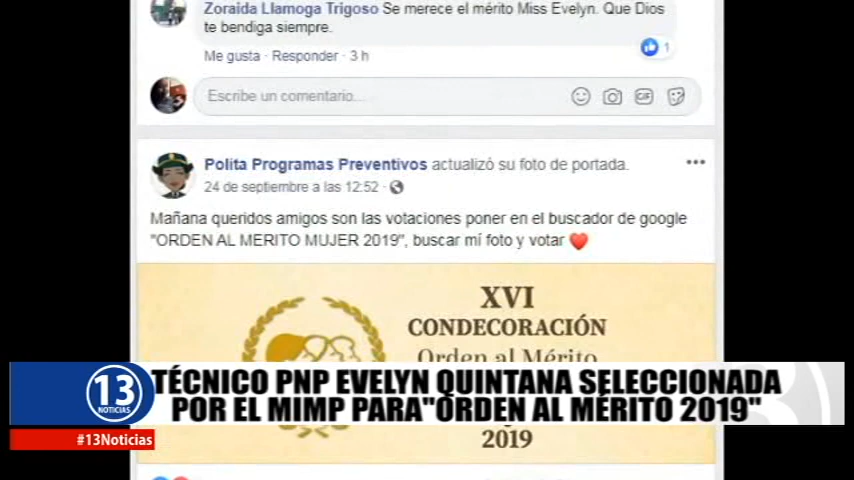 Zoraida Llamoga Trigoso Se merece el mérito Miss Evelyn. Que Dios
te bendiga siempre.
1
Me gusta · Responder · 3 h
Escribe un comentario...
GIF
Polita Programas Preventivos actualizó su foto de portada.
24 de septiembre a las 12:52 ·
Mañana queridos amigos son las votaciones poner en el buscador de google
"ORDEN AL MERITO MUJER 2019", buscar mí foto y votar
XVI
CONDECORACIÓN
Orden al Mérito
2019
13
NOTICIAS
TÉCNICO PNP EVELYN QUINTANA SELECCIONADA
POR EL MIMP PARA"ORDEN AL MÉRITO 2019"
#13Noticias